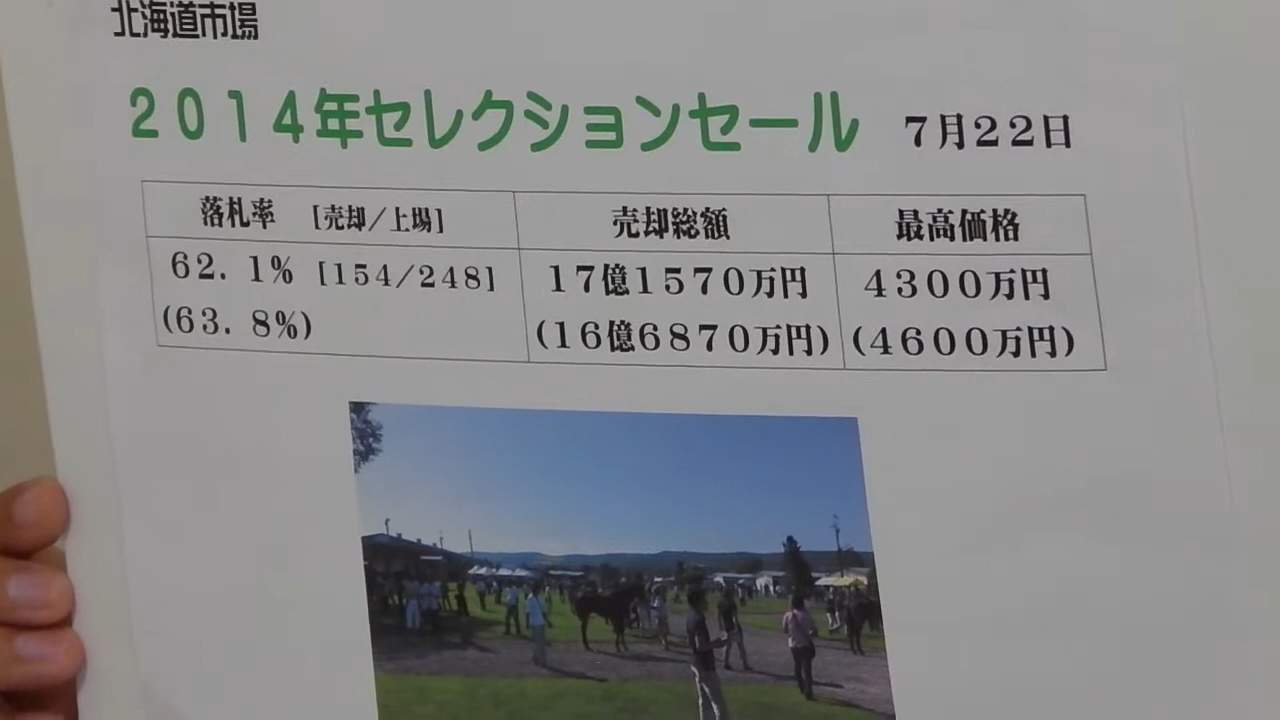 北海道市場
２０１４年セレクションセール　７月２２日
落札率　[売却／上場]　売却総額　最高価格
６２．１％ [１５４／２４８]　１７億１５７０万円　４３００万円
(６３．８％)　(１６億６８７０万円)　(４６００万円)